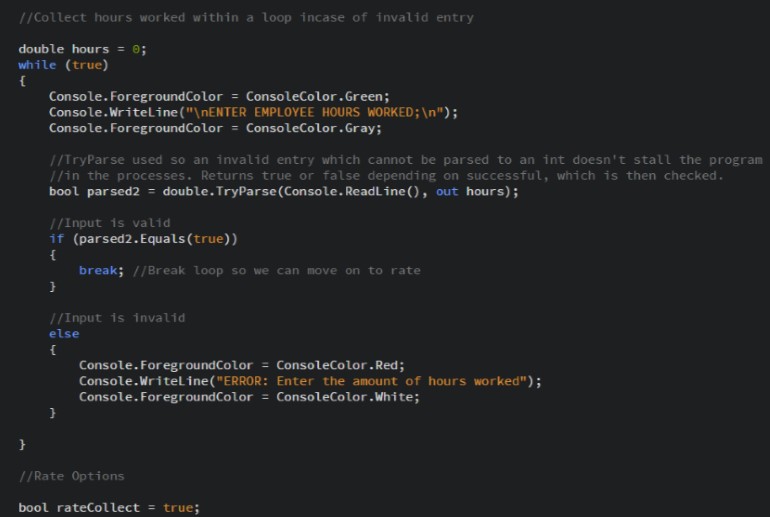 //Collect hours worked within a loop incase of invalid entry
double hours = 0;
while (true)
{
Console.ForegroundColor = ConsoleColor.Green;
Console.WriteLine("\nENTER EMPLOYEE HOURS WORKED;\n");
Console.ForegroundColor = ConsoleColor.Gray;
//TryParse used so an invalid entry which cannot be parsed to an int doesn't stall the program
//in the processes. Returns true or false depending on successful, which is then checked.
bool parsed2 = double.TryParse(Console.ReadLine(), out hours);
//Input is valid
if (parsed2.Equals(true))
{
break; //Break loop so we can move on to rate
}
//Input is invalid
else
{
Console.ForegroundColor = ConsoleColor.Red;
Console.WriteLine("ERROR: Enter the amount of hours worked");
Console.ForegroundColor = ConsoleColor.White;
}
}
//Rate Options
bool rateCollect = true;